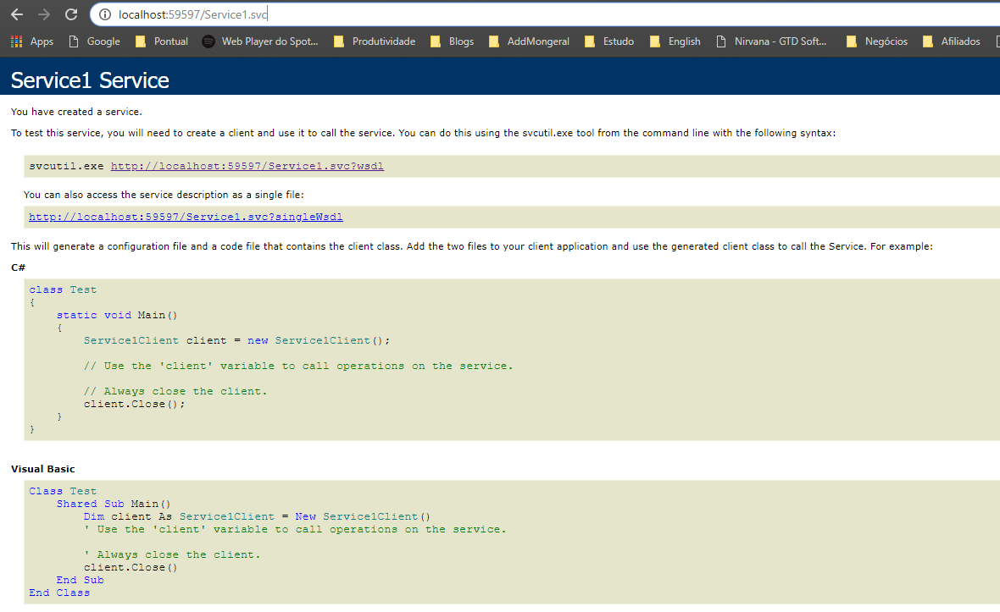 localhost:59597/Service1.svc
Apps Google Pontual Web Player do Spot... Produtividade Blogs AddMongeral Estudo English Nirvana - GTD Soft... Negócios Afiliados
Service1 Service
You have created a service.
To test this service, you will need to create a client and use it to call the service. You can do this using the svcutil.exe tool from the command line with the following syntax:
svcutil.exe http://localhost:59597/Service1.svc?wsdl
You can also access the service description as a single file:
http://localhost:59597/Service1.svc?singleWsdl
This will generate a configuration file and a code file that contains the client class. Add the two files to your client application and use the generated client class to call the Service. For example:
C#
class Test
{
    static void Main()
    {
        Service1Client client = new Service1Client();
        // Use the 'client' variable to call operations on the service.
        // Always close the client.
        client.Close();
    }
}
Visual Basic
Class Test
    Shared Sub Main()
        Dim client As Service1Client = New Service1Client()
        ' Use the 'client' variable to call operations on the service.
        ' Always close the client.
        client.Close()
    End Sub
End Class